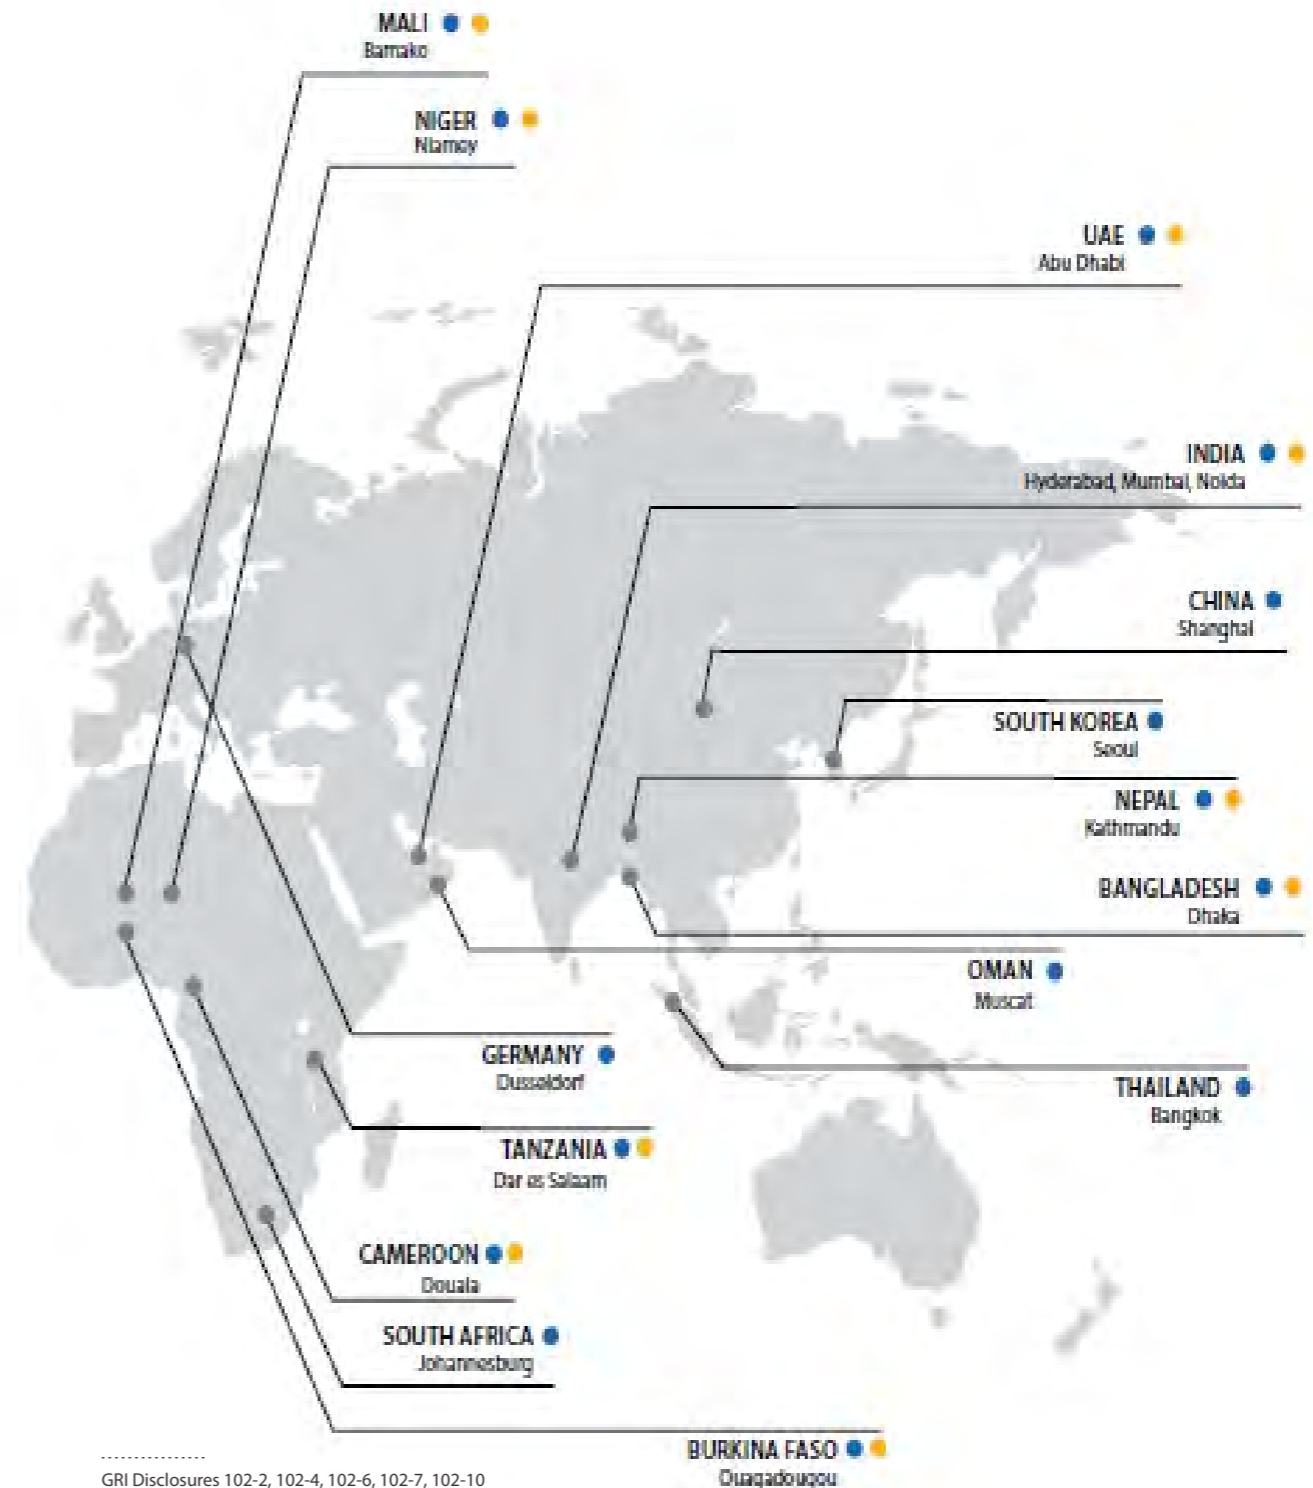 MALI
Bamako
NIGER
Niamey
UAE
Abu Dhabi
INDIA
Hyderabad, Mumbai, Noida
CHINA
Shanghai
SOUTH KOREA
Seoul
NEPAL
Kathmandu
BANGLADESH
Dhaka
OMAN
Muscat
GERMANY
Dusseldorf
THAILAND
Bangkok
TANZANIA
Dar es Salaam
CAMEROON
Douala
SOUTH AFRICA
Johannesburg
BURKINA FASO
Ouagadougou
GRI Disclosures 102-2, 102-4, 102-6, 102-7, 102-10